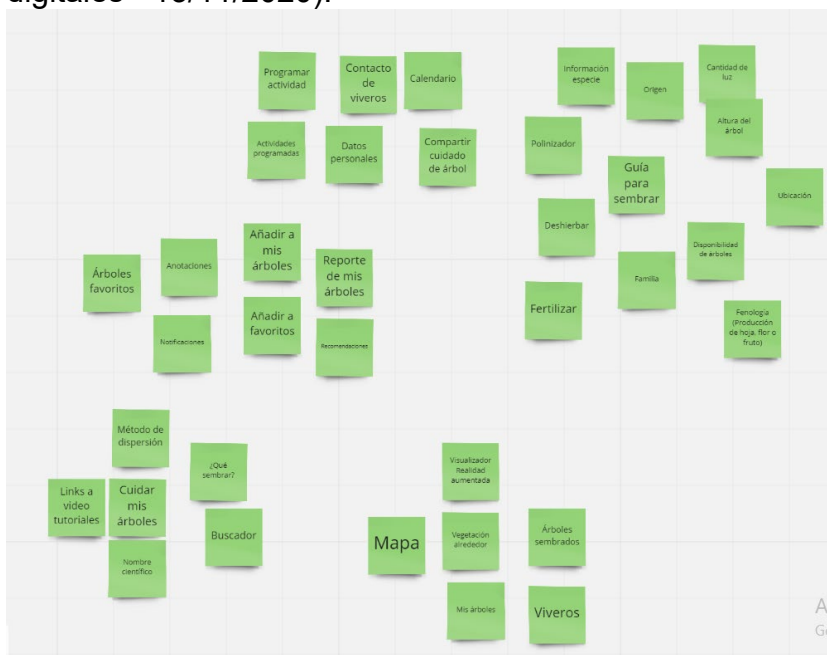 digitales - 18/11/2020).
Programar
actividad
Contacto
de
viveros
Calendario
Actividades
programadas
Datos
personales
Compartir
cuidado
de árbol
Información
especie
Origen
Cantidad de
luz
Altura del
árbol
Polinizador
Guía
para
sembrar
Ubicación
Deshierbar
Disponibilidad
de árboles
Familia
Fertilizar
Fenología
(Producción
de hoja, flor o
fruto)
Árboles
favoritos
Anotaciones
Añadir a
mis
árboles
Reporte
de mis
árboles
Notificaciones
Añadir a
favoritos
Recomendaciones
Método de
dispersión
¿Qué
sembrar?
Links a
vídeo
tutoriales
Cuidar
mis
árboles
Buscador
Nombre
científico
Visualizador
Realidad
aumentada
Mapa
Vegetación
alrededor
Árboles
sembrados
Mis árboles
Viveros